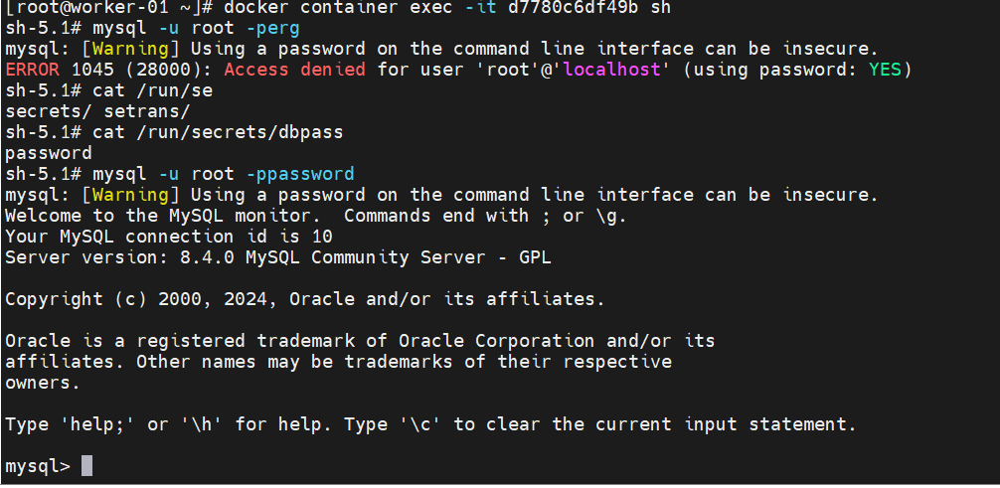 [root@worker-01 ~]# docker container exec -it d7780c6df49b sh
sh-5.1# mysql -u root -perg
mysql: [Warning] Using a password on the command line interface can be insecure.
ERROR 1045 (28000): Access denied for user 'root'@'localhost' (using password: YES)
sh-5.1# cat /run/se
secrets/ setrans/
sh-5.1# cat /run/secrets/dbpass
password
sh-5.1# mysql -u root -ppassword
mysql: [Warning] Using a password on the command line interface can be insecure.
Welcome to the MySQL monitor.  Commands end with ; or \g.
Your MySQL connection id is 10
Server version: 8.4.0 MySQL Community Server - GPL

Copyright (c) 2000, 2024, Oracle and/or its affiliates.

Oracle is a registered trademark of Oracle Corporation and/or its
affiliates. Other names may be trademarks of their respective
owners.

Type 'help;' or '\h' for help. Type '\c' to clear the current input statement.

mysql>